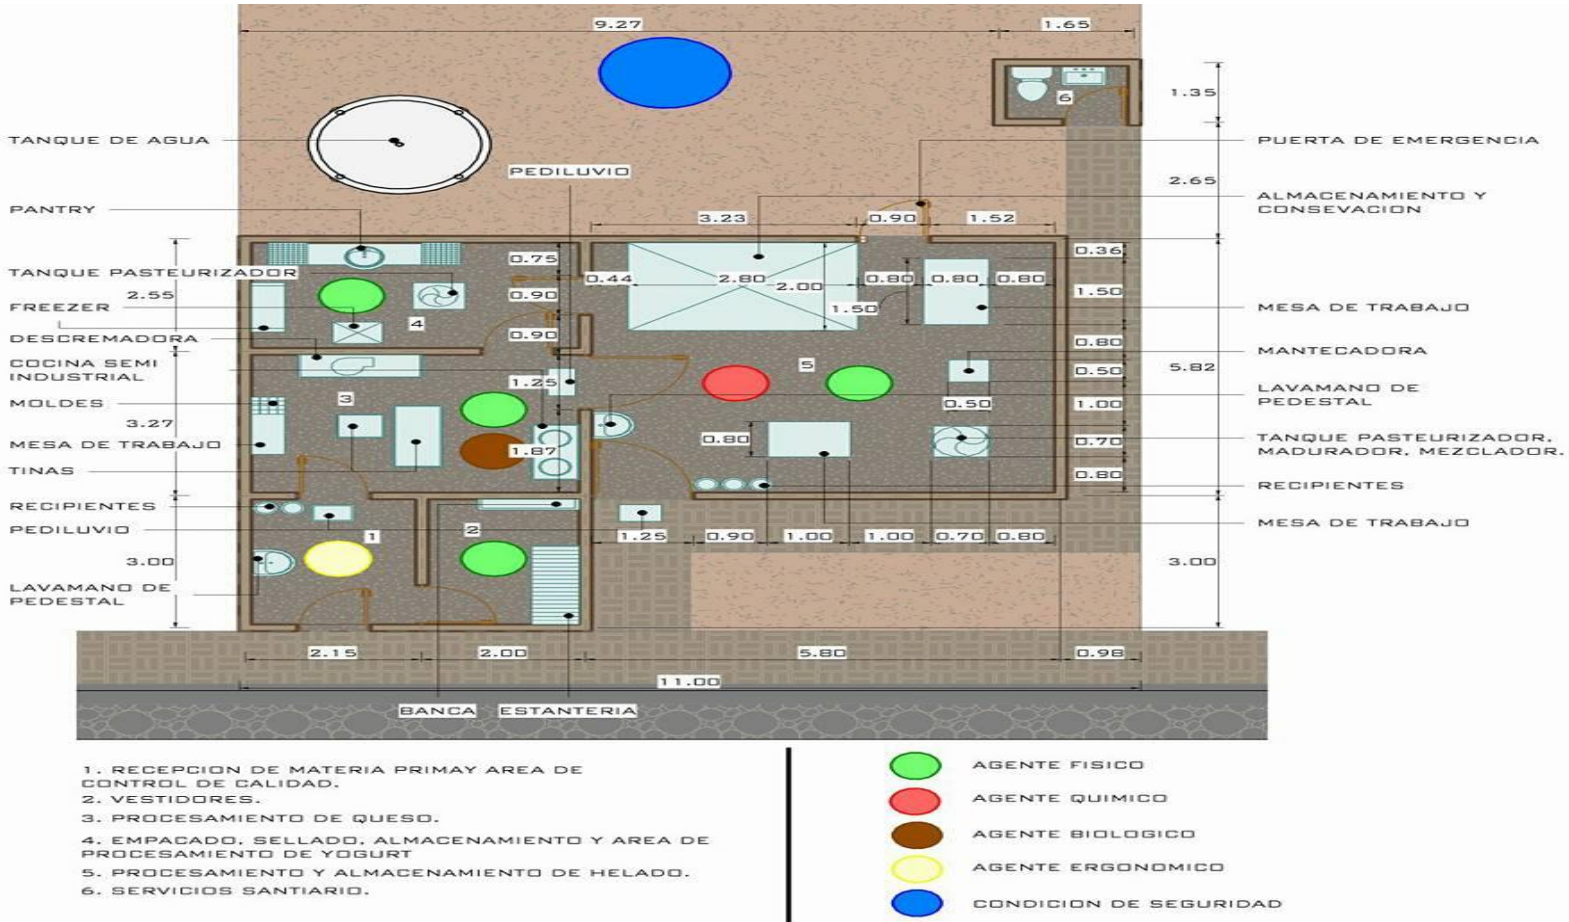 9.27
1.65
1.35
TANQUE DE AGUA
6
PUERTA DE EMERGENCIA
PEDILUVIO
2.65
PANTRY
ALMACENAMIENTO Y
CONSEVACION
3.23
0.90
1.52
TANQUE PASTEURIZADOR
0.75
0.36
0.44
2.80
2.00
0.80
0.80
0.80
2.55
0.90
1.50
1.50
FREEZER
4
MESA DE TRABAJO
DESCREMADORA
0.90
0.80
COCINA SEMI
INDUSTRIAL
MANTECADORA
5
5.82
1.25
0.50
LAVAMANO DE
PEDESTAL
MOLDES
3
0.50
1.00
3.27
MESA DE TRABAJO
1.87
0.80
0.70
TANQUE PASTEURIZADOR,
MADURADOR, MEZCLADOR.
TINAS
0.80
RECIPIENTES
RECIPIENTES
PEDILUVIO
1
2
MESA DE TRABAJO
1.25
0.90
1.00
1.00
0.70
0.80
3.00
3.00
LAVAMANO DE
PEDESTAL
2.15
2.00
5.80
0.98
11.00
BANCA
ESTANTERIA
1. RECEPCION DE MATERIA PRIMAY AREA DE
CONTROL DE CALIDAD.
2. VESTIDORES.
3. PROCESAMIENTO DE QUESO.
4. EMPACADO, SELLADO, ALMACENAMIENTO Y AREA DE
PROCESAMIENTO DE YOGURT
5. PROCESAMIENTO Y ALMACENAMIENTO DE HELADO.
6. SERVICIOS SANTIARIO.
AGENTE FISICO
AGENTE QUIMICO
AGENTE BIOLOGICO
AGENTE ERGONOMICO
CONDICION DE SEGURIDAD